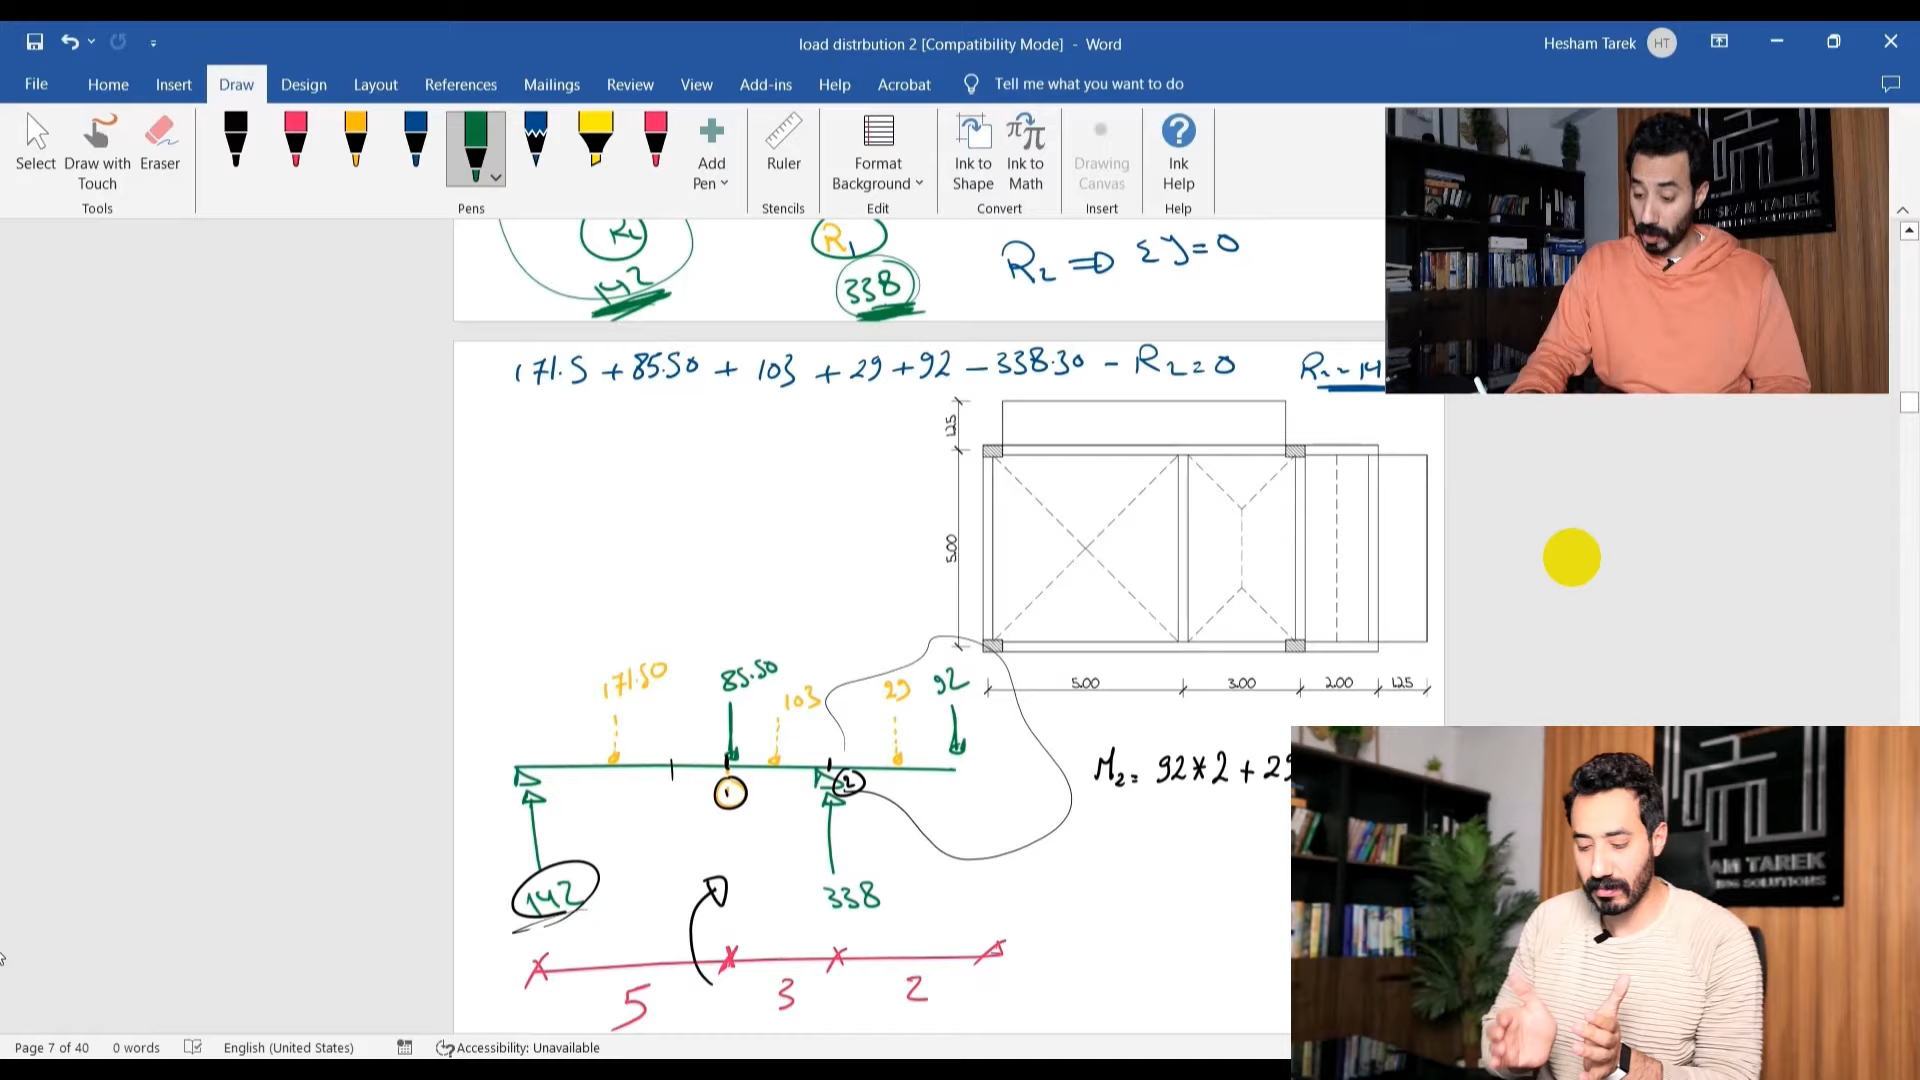 load distrbution 2 [Compatibility Mode] - Word
Hesham Tarek HT
File Home Insert Draw Design Layout References Mailings Review View Add-ins Help Acrobat Tell me what you want to do
Select
Draw with Touch
Eraser
Tools
Add Pen
Pens
Ruler
Stencils
Format Background
Edit
Ink to Shape
Ink to Math
Convert
Drawing Canvas
Insert
Ink Help
Help
R1
R2 ⇒ Σy=0
142
338
171.5 + 85.50 + 103 + 29 + 92 - 338.30 - R2 = 0
1.25
5.00
5.00 3.00 2.00 1.25
171.50 85.50 103 29 92
1 2
M2= 92*2+
142 338
5 3 2
Page 7 of 40 0 words English (United States) Accessibility: Unavailable
TAREK
AM TAREK